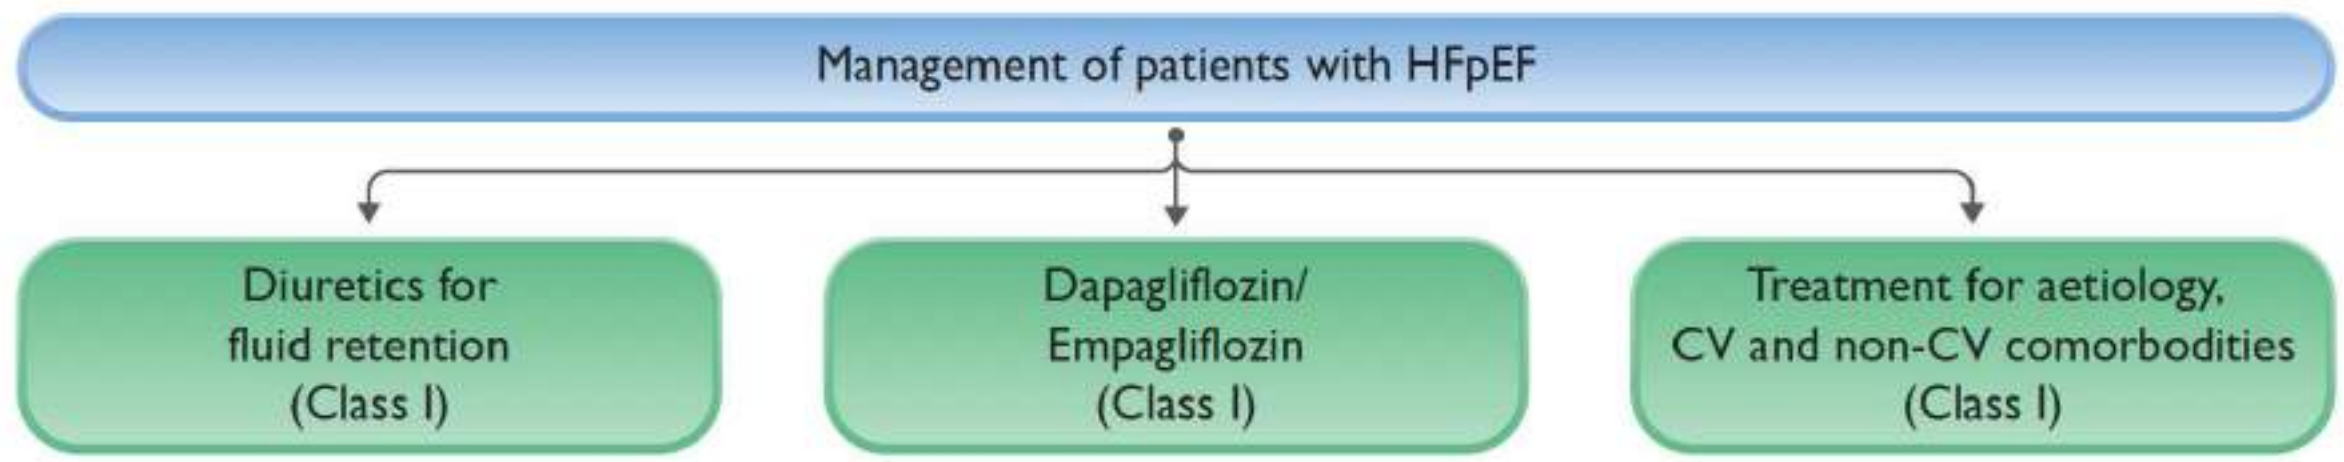 Management of patients with HFpEF
Diuretics for
fluid retention
(Class I)
Dapagliflozin/
Empagliflozin
(Class I)
Treatment for aetiology,
CV and non-CV comorbodities
(Class I)